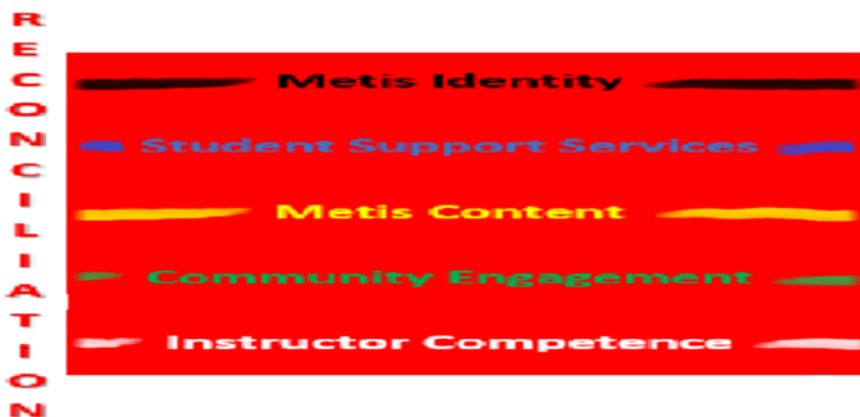 RECONCILIATION
Metis Identity
Student Support Services
Metis Content
Community Engagement
Instructor Competence